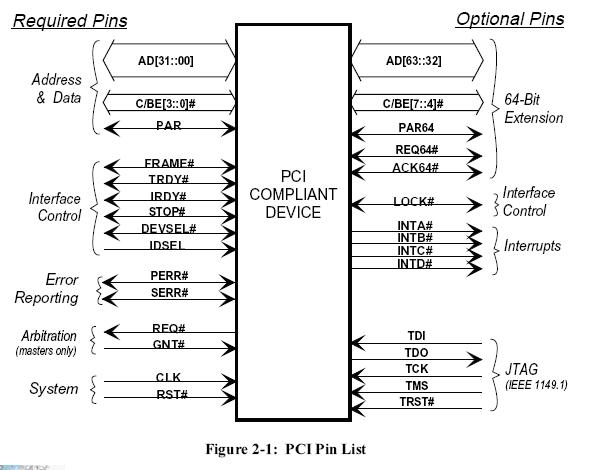 Required Pins
Optional Pins
Address
& Data
AD[31::00]
C/BE[3::0]#
PAR
Interface
Control
FRAME#
TRDY#
IRDY#
STOP#
DEVSEL#
IDSEL
Error
Reporting
PERR#
SERR#
Arbitration
(masters only)
REQ#
GNT#
System
CLK
RST#
PCI
COMPLIANT
DEVICE
AD[63::32]
C/BE[7::4]#
PAR64
REQ64#
ACK64#
64-Bit
Extension
LOCK#
Interface
Control
INTA#
INTB#
INTC#
INTD#
Interrupts
TDI
TDO
TCK
TMS
TRST#
JTAG
(IEEE 1149.1)
Figure 2-1: PCI Pin List